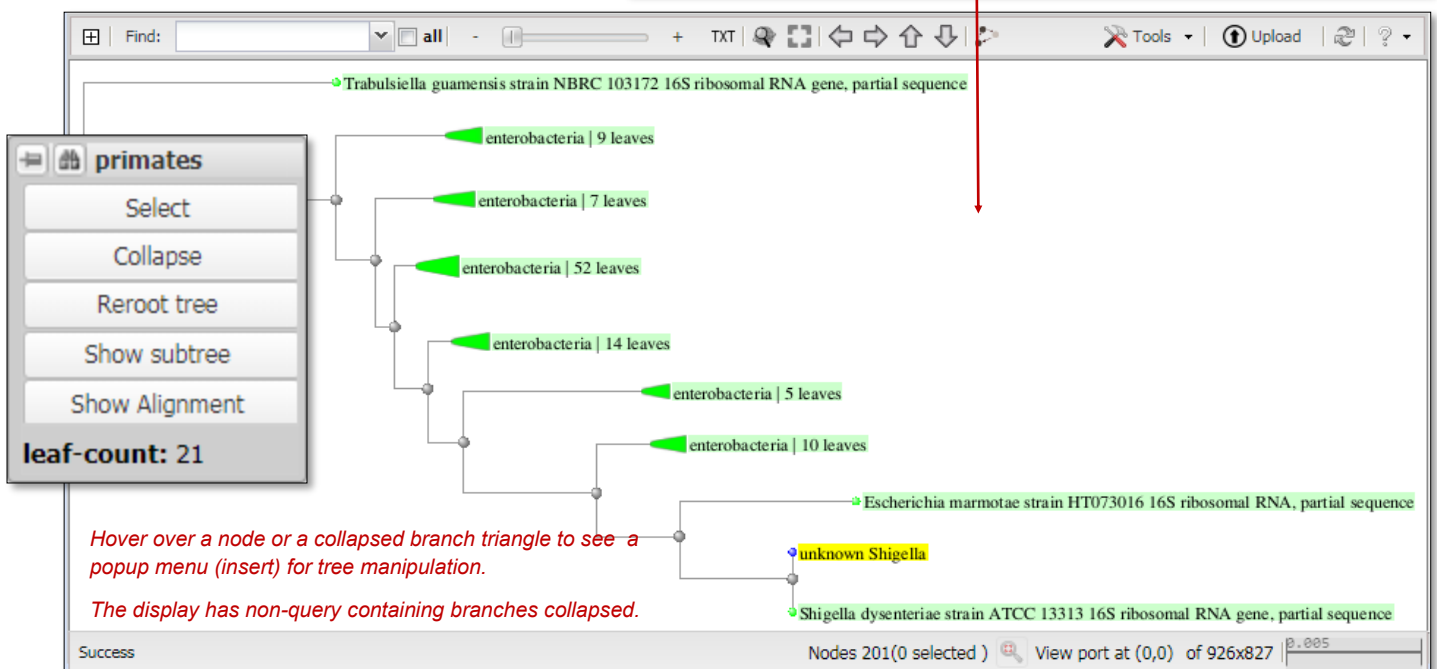 Find: all - + TXT Tools Upload ?
Trabulsiella guamensis strain NBRC 103172 16S ribosomal RNA gene, partial sequence
enterobacteria | 9 leaves
primates
Select
Collapse
Reroot tree
Show subtree
Show Alignment
leaf-count: 21
enterobacteria | 7 leaves
enterobacteria | 52 leaves
enterobacteria | 14 leaves
enterobacteria | 5 leaves
enterobacteria | 10 leaves
Escherichia marmotae strain HT073016 16S ribosomal RNA, partial sequence
unknown Shigella
Shigella dysenteriae strain ATCC 13313 16S ribosomal RNA gene, partial sequence
Hover over a node or a collapsed branch triangle to see a
popup menu (insert) for tree manipulation.
The display has non-query containing branches collapsed.
Success Nodes 201(0 selected ) View port at (0,0) of 926x827 0.005